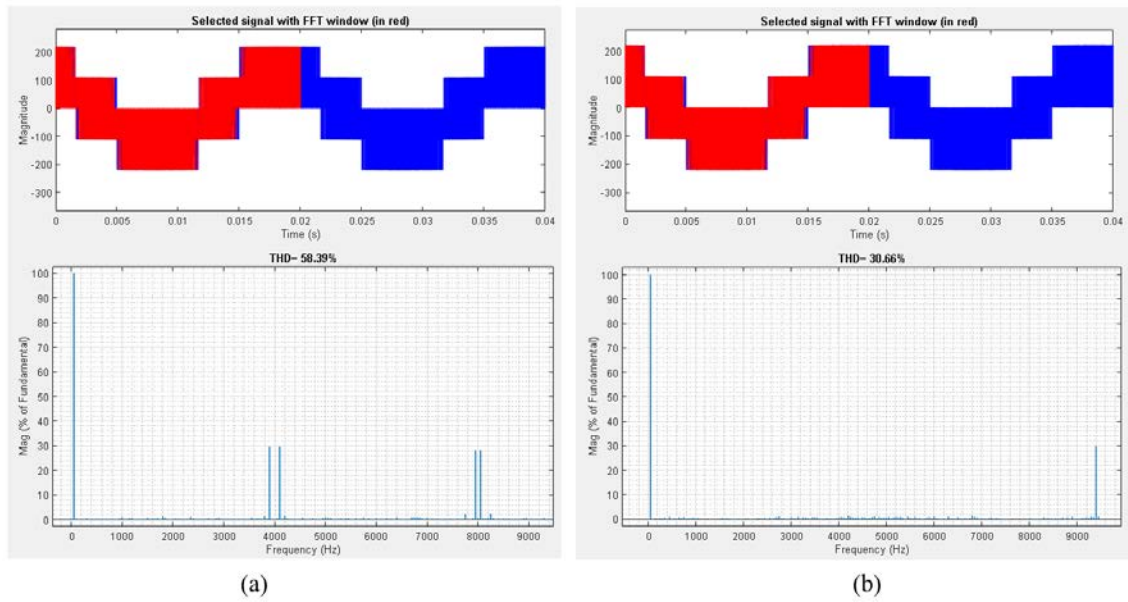 Selected signal with FFT window (in red)
200
100
0
-100
-200
-300
Magnitude
0 0.005 0.01 0.015 0.02 0.025 0.03 0.035 0.04
Time (s)
THD= 58.39%
100
90
80
70
60
50
40
30
20
10
0
Mag (% of Fundamental)
0 1000 2000 3000 4000 5000 6000 7000 8000 9000
Frequency (Hz)
(a)
Selected signal with FFT window (in red)
200
100
0
-100
-200
-300
Magnitude
0 0.005 0.01 0.015 0.02 0.025 0.03 0.035 0.04
Time (s)
THD= 30.66%
100
90
80
70
60
50
40
30
20
10
0
Mag (% of Fundamental)
0 1000 2000 3000 4000 5000 6000 7000 8000 9000
Frequency (Hz)
(b)